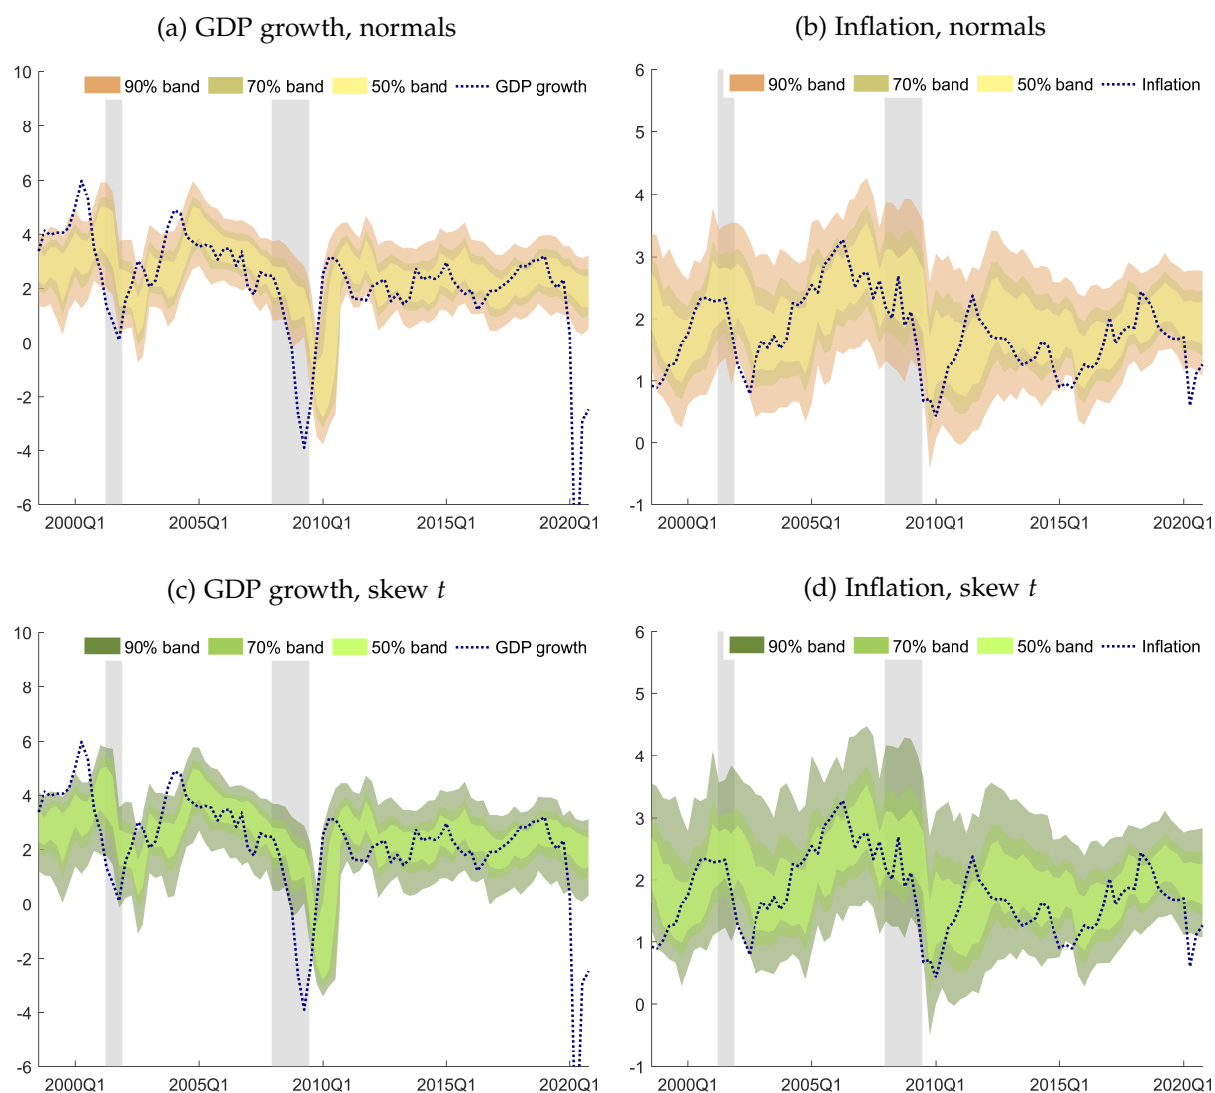 (a) GDP growth, normals
90% band 70% band 50% band GDP growth
10
8
6
4
2
0
-2
-4
-6
2000Q1 2005Q1 2010Q1 2015Q1 2020Q1
(b) Inflation, normals
90% band 70% band 50% band Inflation
6
5
4
3
2
1
0
-1
2000Q1 2005Q1 2010Q1 2015Q1 2020Q1
(c) GDP growth, skew t
90% band 70% band 50% band GDP growth
10
8
6
4
2
0
-2
-4
-6
2000Q1 2005Q1 2010Q1 2015Q1 2020Q1
(d) Inflation, skew t
90% band 70% band 50% band Inflation
6
5
4
3
2
1
0
-1
2000Q1 2005Q1 2010Q1 2015Q1 2020Q1